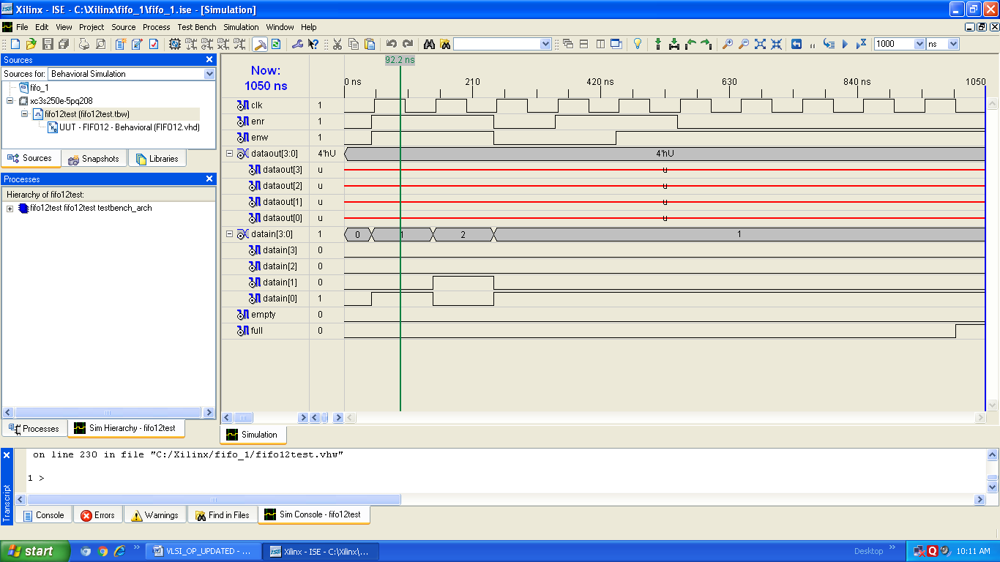 Xilinx - ISE - C:\Xilinx\fifo_1\fifo_1.ise - [Simulation]
File Edit View Project Source Process Test Bench Simulation Window Help
1000 ns
Sources
Sources for: Behavioral Simulation
fifo_1
xc3s250e-5pq208
fifo12test (fifo12test.tbw)
UUT - FIFO12 - Behavioral (FIFO12.vhd)
Sources Snapshots Libraries
Processes
Hierarchy of fifo12test:
fifo12test fifo12test testbench_arch
Processes Sim Hierarchy - fifo12test
92.2 ns
Now:
1050 ns
0 ns 210 420 ns 630 840 ns 1050
clk 1
enr 1
enw 1
dataout[3:0] 4'hU 4'hU
dataout[3] u u
dataout[2] u u
dataout[1] u u
dataout[0] u u
datain[3:0] 1 0 1 2 1
datain[3] 0
datain[2] 0
datain[1] 0
datain[0] 1
empty 0
full 0
Simulation
on line 230 in file "C:/Xilinx/fifo_1/fifo12test.vhw"
1 >
Transcript
Console Errors Warnings Find in Files Sim Console - fifo12test
start VLSI_OP_UPDATED - ... Xilinx - ISE - C:\Xilinx\... Desktop 10:11 AM